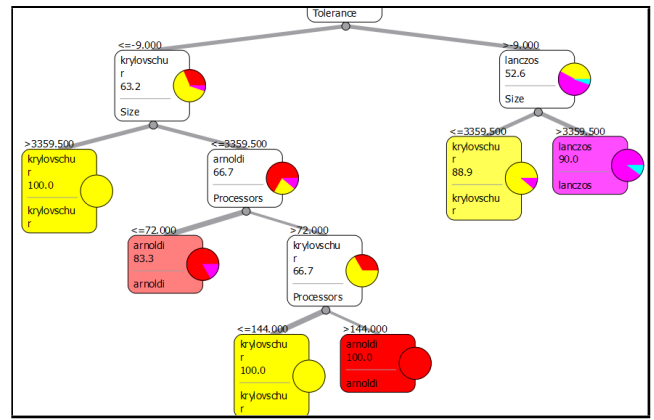 Tolerance
<=-9.000
krylovschu
r
63.2
Size
>-9.000
lanczos
52.6
Size
>3359.500
krylovschu
r
100.0
krylovschu
r
<=3359.500
arnoldi
66.7
Processors
<=3359.500
krylovschu
r
88.9
krylovschu
r
>3359.500
lanczos
90.0
lanczos
<=72.000
arnoldi
83.3
arnoldi
>72.000
krylovschu
r
66.7
Processors
<=144.000
krylovschu
r
100.0
krylovschu
r
>144.000
arnoldi
100.0
arnoldi